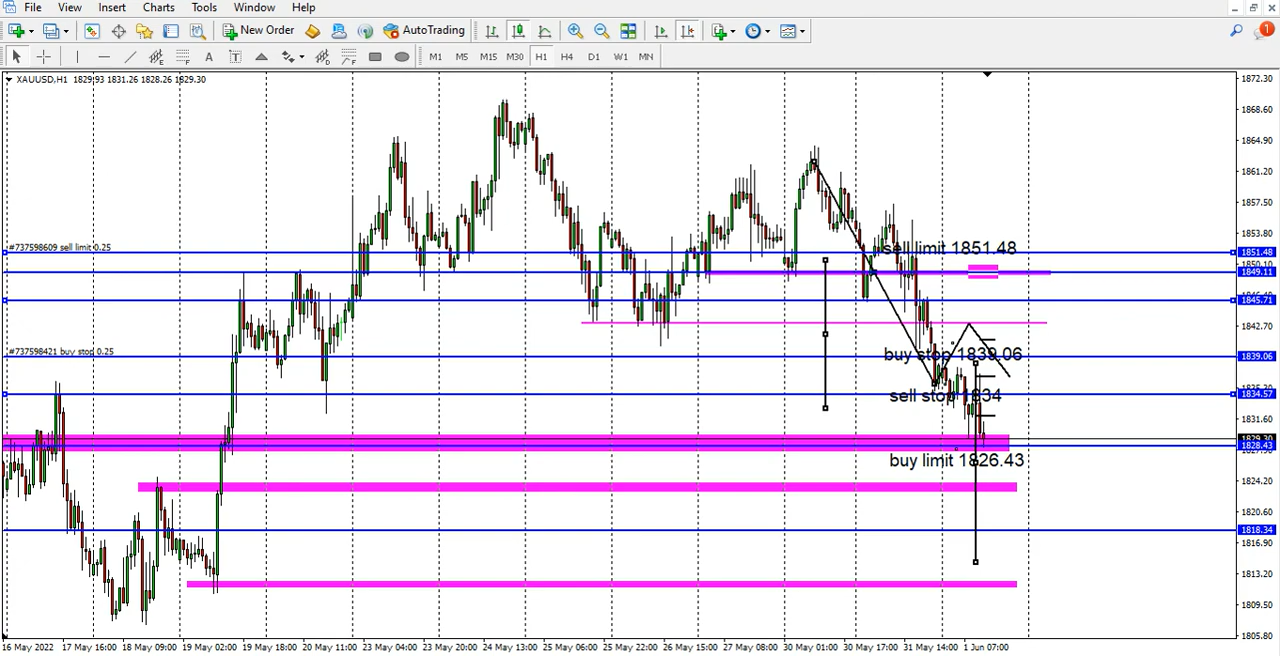 File View Insert Charts Tools Window Help
New Order AutoTrading
1
A T M1 M5 M15 M30 H1 H4 D1 W1 MN
XAUUSD,H1 1829.93 1831.26 1828.26 1829.30
1872.30
1868.60
1864.90
1861.20
1857.50
1853.80
#737598609 sell limit 0.25
sell limit 1851.48
1851.48
1850.10
1849.11
1845.71
1842.70
#737598421 buy stop 0.25
buy stop 1839.06
1839.06
sell stop 1834
1834.57
1831.60
1829.30
1828.43
buy limit 1826.43
1824.20
1820.60
1818.34
1816.90
1813.20
1809.50
1805.80
16 May 2022 17 May 16:00 18 May 09:00 19 May 02:00 19 May 18:00 20 May 11:00 23 May 04:00 23 May 20:00 24 May 13:00 25 May 06:00 25 May 22:00 26 May 15:00 27 May 08:00 30 May 01:00 30 May 17:00 31 May 14:00 1 Jun 07:00